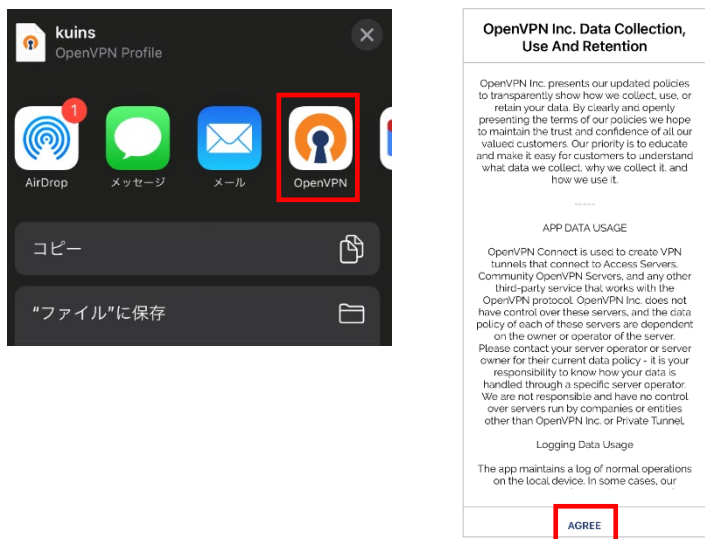 kuins
OpenVPN Profile
1
AirDrop
メッセージ
メール
OpenVPN
コピー
“ファイル”に保存
OpenVPN Inc. Data Collection,
Use And Retention
OpenVPN Inc. presents our updated policies
to transparently show how we collect, use, or
retain your data. By clearly and openly
presenting the terms of our policies we hope
to maintain the trust and confidence of all our
valued customers. Our priority is to educate
and make it easy for customers to understand
what data we collect, why we collect it, and
how we use it.
-----
APP DATA USAGE
OpenVPN Connect is used to create VPN
tunnels that connect to Access Servers,
Community OpenVPN Servers, and any other
third-party service that works with the
OpenVPN protocol. OpenVPN Inc. does not
have control over these servers, and the data
policy of each of these servers are dependent
on the owner or operator of the server.
Please contact your server operator or server
owner for their current data policy - it is your
responsibility to know how your data is
handled through a specific server operator.
We are not responsible and have no control
over servers run by companies or entities
other than OpenVPN Inc. or Private Tunnel.
Logging Data Usage
The app maintains a log of normal operations
on the local device. In some cases, our
AGREE